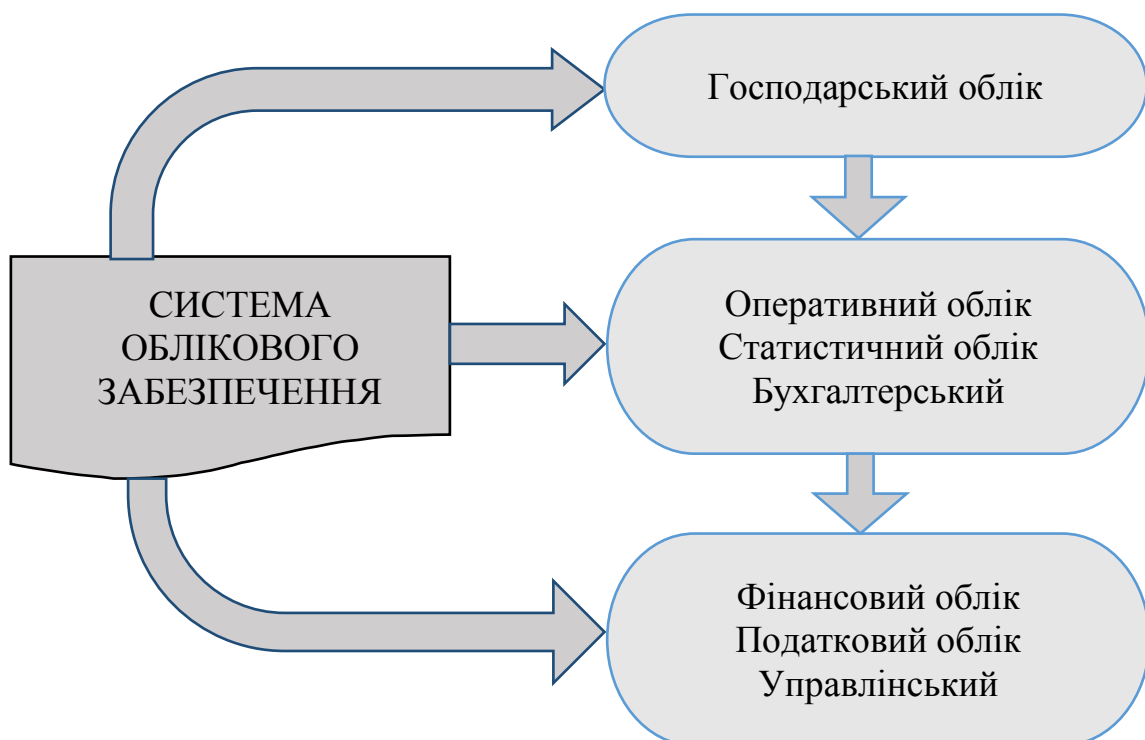 Господарський облік
СИСТЕМА
ОБЛІКОВОГО
ЗАБЕЗПЕЧЕННЯ
Оперативний облік
Статистичний облік
Бухгалтерський
Фінансовий облік
Податковий облік
Управлінський